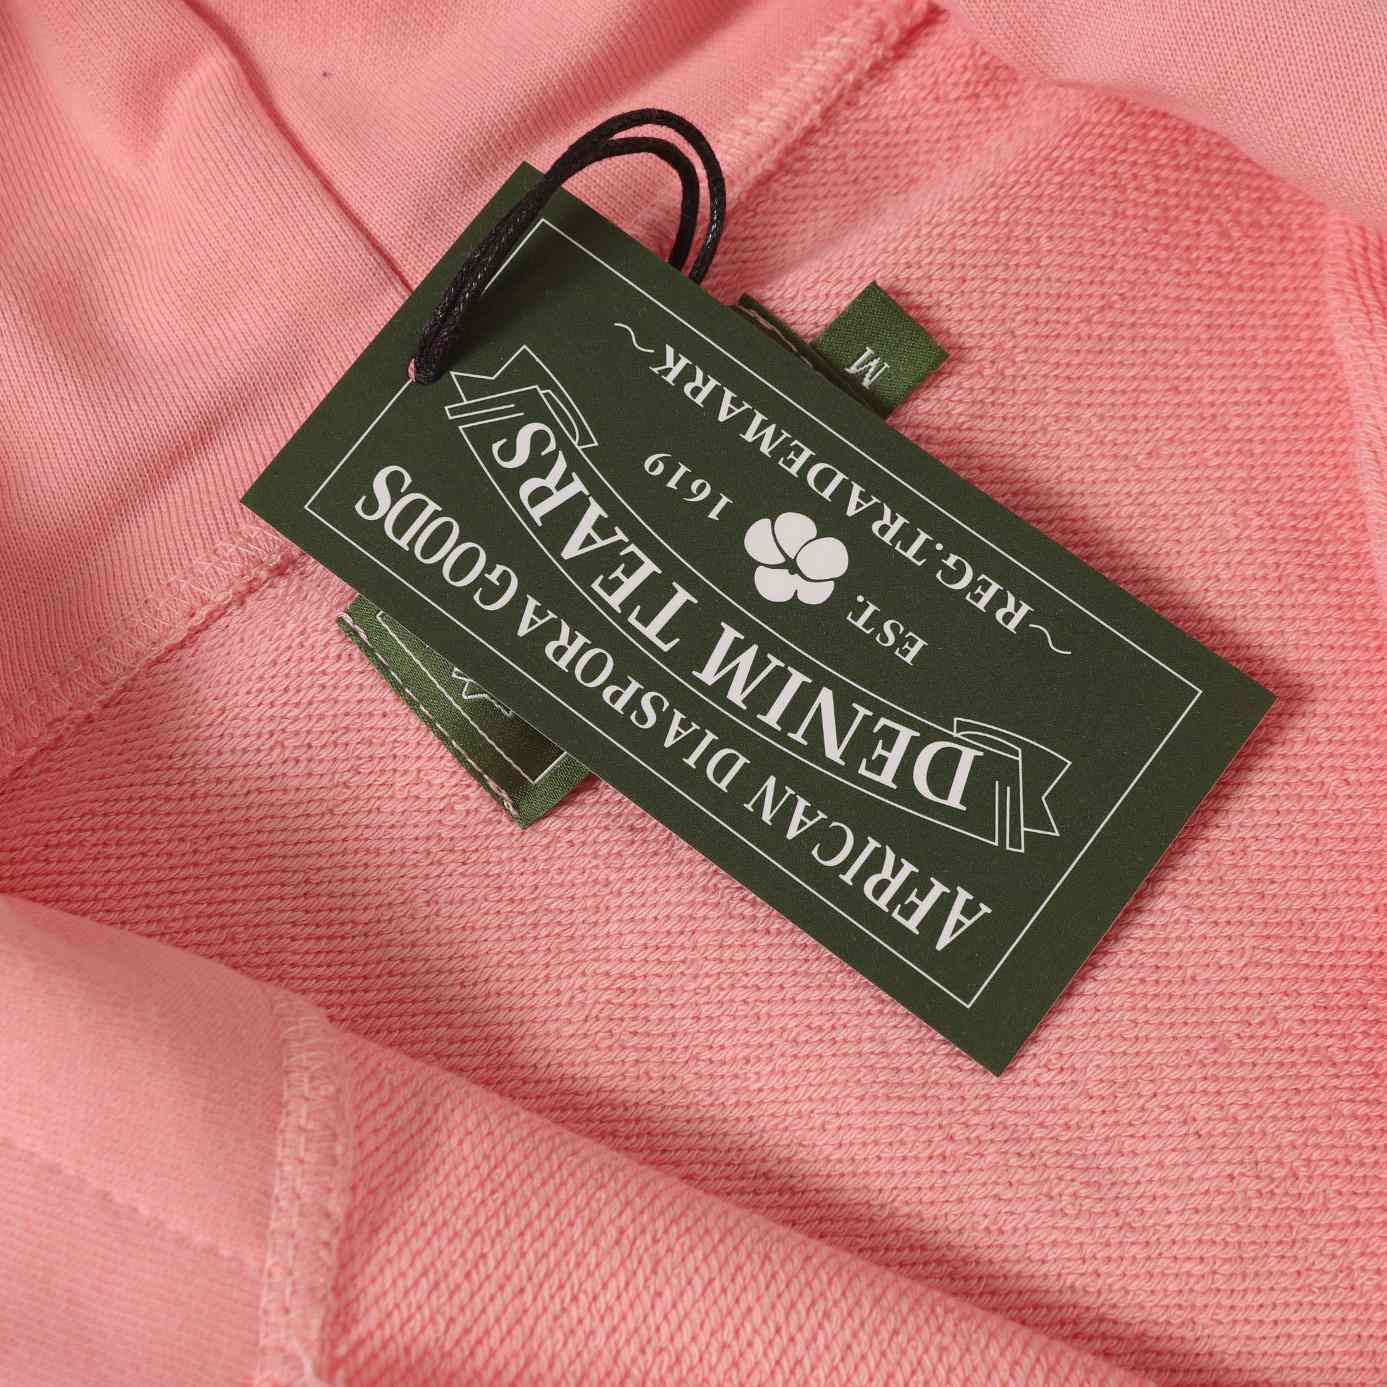 AFRICAN DIASPORA GOODS
DENIM TEARS
EST. 1619
~REG.TRADEMARK~
M